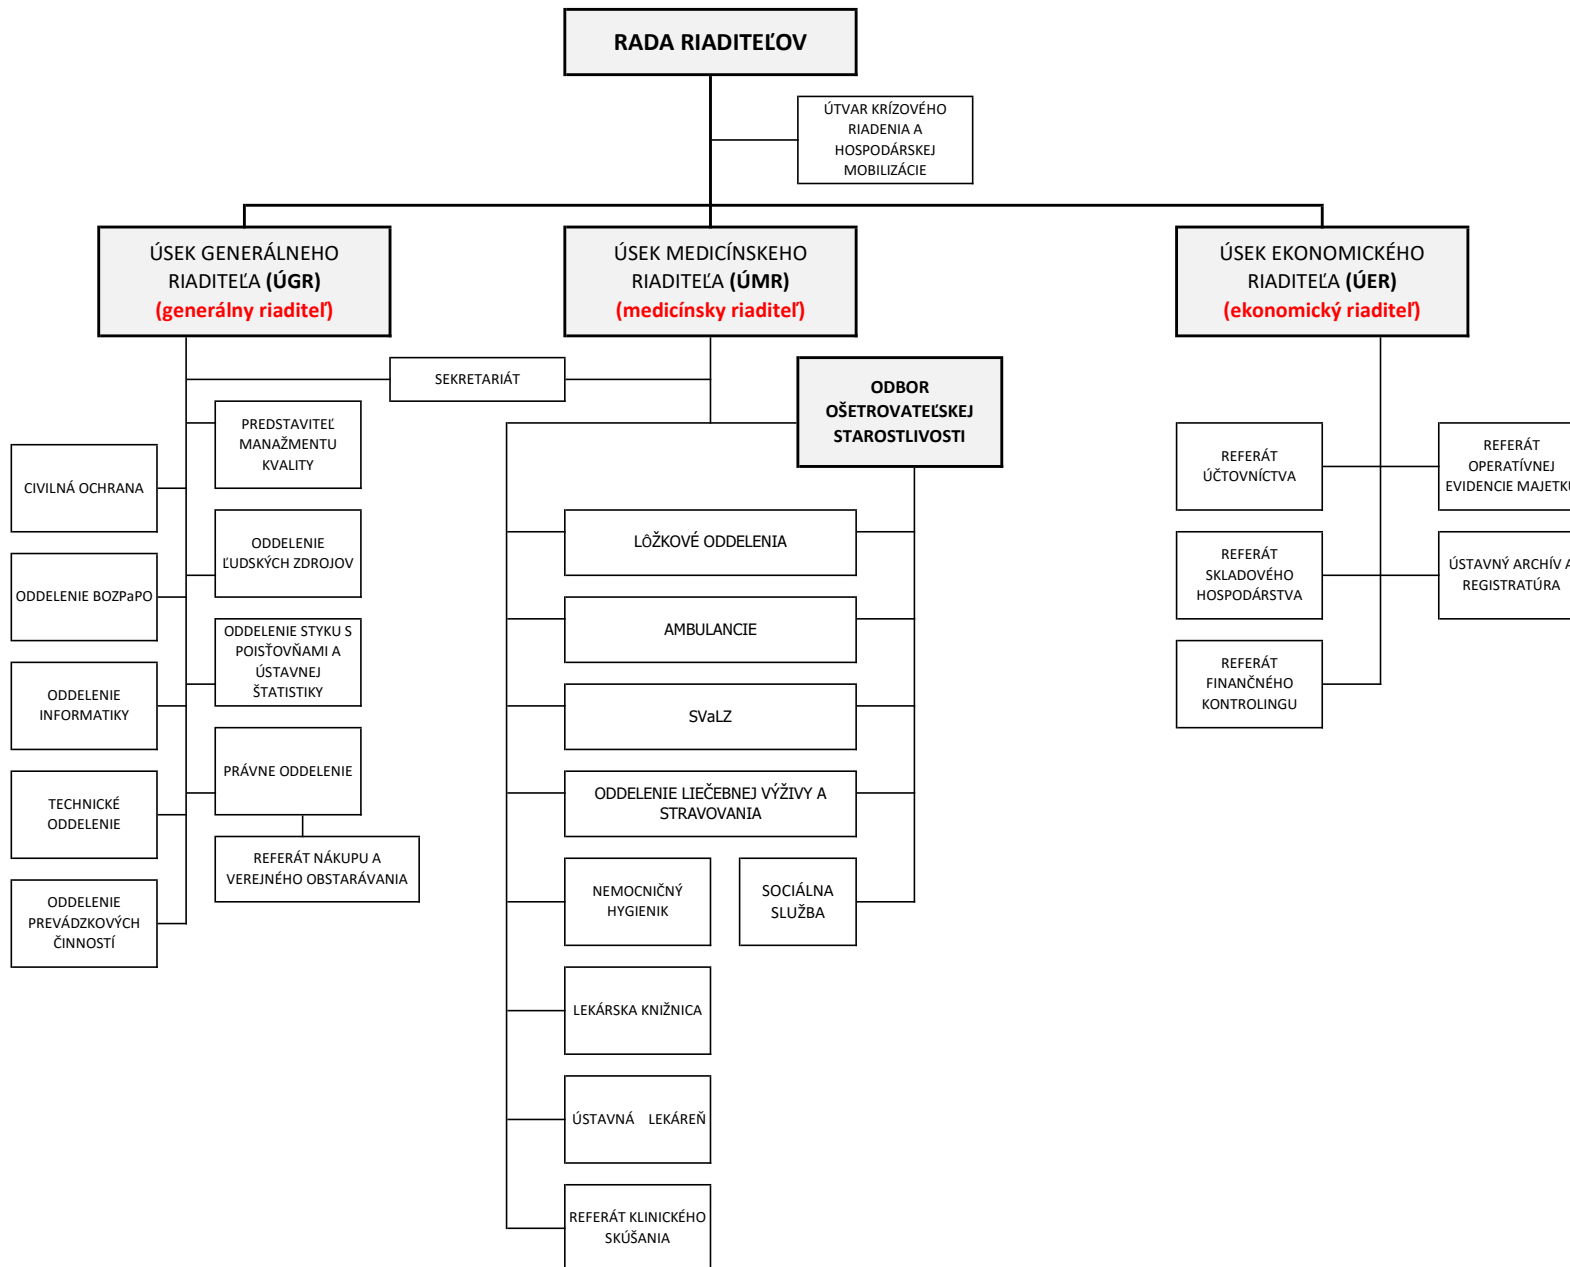 RADA RIADITEĽOV
ÚTVAR KRÍZOVÉHO
RIADENIA A
HOSPODÁRSKEJ
MOBILIZÁCIE
ÚSEK GENERÁLNEHO
RIADITEĽA (ÚGR)
(generálny riaditeľ)
ÚSEK MEDICÍNSKEHO
RIADITEĽA (ÚMR)
(medicínsky riaditeľ)
ÚSEK EKONOMICKÉHO
RIADITEĽA (ÚER)
(ekonomický riaditeľ)
SEKRETARIÁT
ODBOR
OŠETROVATEĽSKEJ
STAROSTLIVOSTI
PREDSTAVITEĽ
MANAŽMENTU
KVALITY
CIVILNÁ OCHRANA
ODDELENIE
ĽUDSKÝCH ZDROJOV
ODDELENIE BOZPaPO
ODDELENIE STYKU S
POISŤOVŇAMI A
ÚSTAVNEJ
ŠTATISTIKY
ODDELENIE
INFORMATIKY
PRÁVNE ODDELENIE
TECHNICKÉ
ODDELENIE
REFERÁT NÁKUPU A
VEREJNÉHO OBSTARÁVANIA
ODDELENIE
PREVÁDZKOVÝCH
ČINNOSTÍ
LÔŽKOVÉ ODDELENIA
AMBULANCIE
SVaLZ
ODDELENIE LIEČEBNEJ VÝŽIVY A
STRAVOVANIA
NEMOCNIČNÝ
HYGIENIK
SOCIÁLNA
SLUŽBA
LEKÁRSKA KNIŽNICA
ÚSTAVNÁ LEKÁREŇ
REFERÁT KLINICKÉHO
SKÚŠANIA
REFERÁT
ÚČTOVNÍCTVA
REFERÁT
OPERATÍVNEJ
EVIDENCIE MAJETKU
REFERÁT
SKLADOVÉHO
HOSPODÁRSTVA
ÚSTAVNÝ ARCHÍV A
REGISTRATÚRA
REFERÁT
FINANČNÉHO
KONTROLINGU